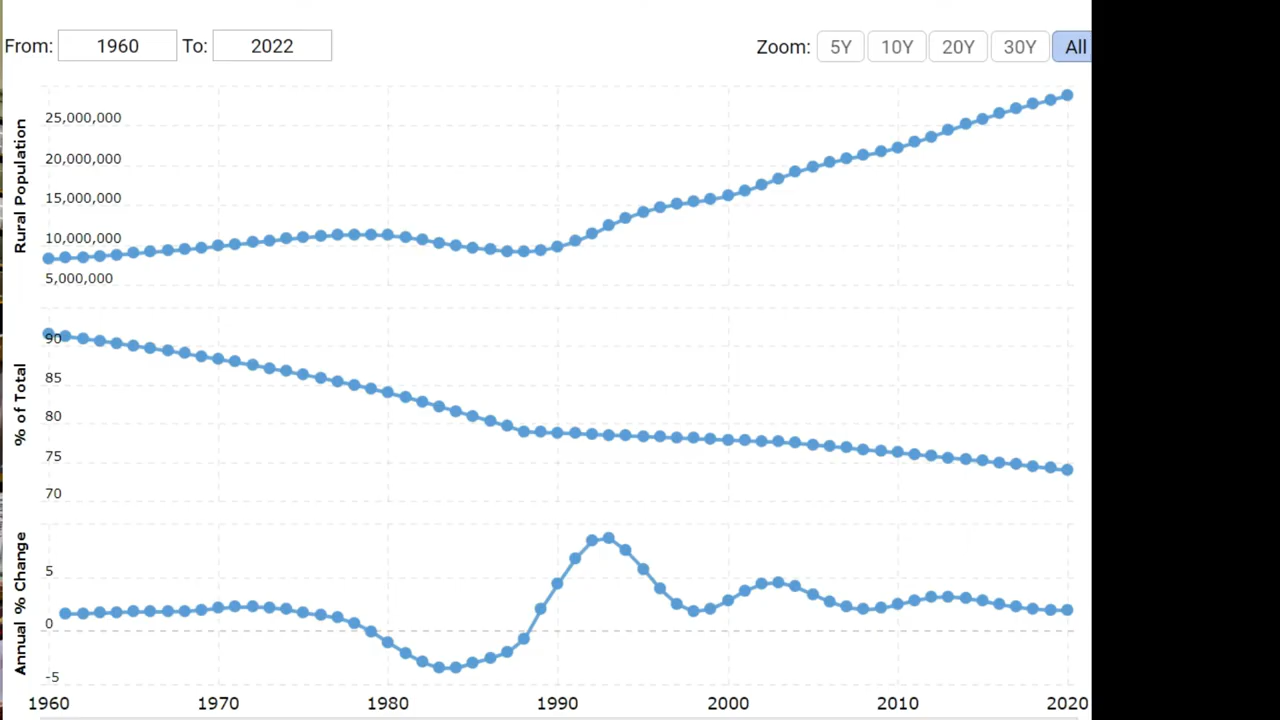 From: 1960 To: 2022 Zoom: 5Y 10Y 20Y 30Y All
Rural Population
25,000,000
20,000,000
15,000,000
10,000,000
5,000,000
% of Total
90
85
80
75
70
Annual % Change
5
0
-5
1960 1970 1980 1990 2000 2010 2020